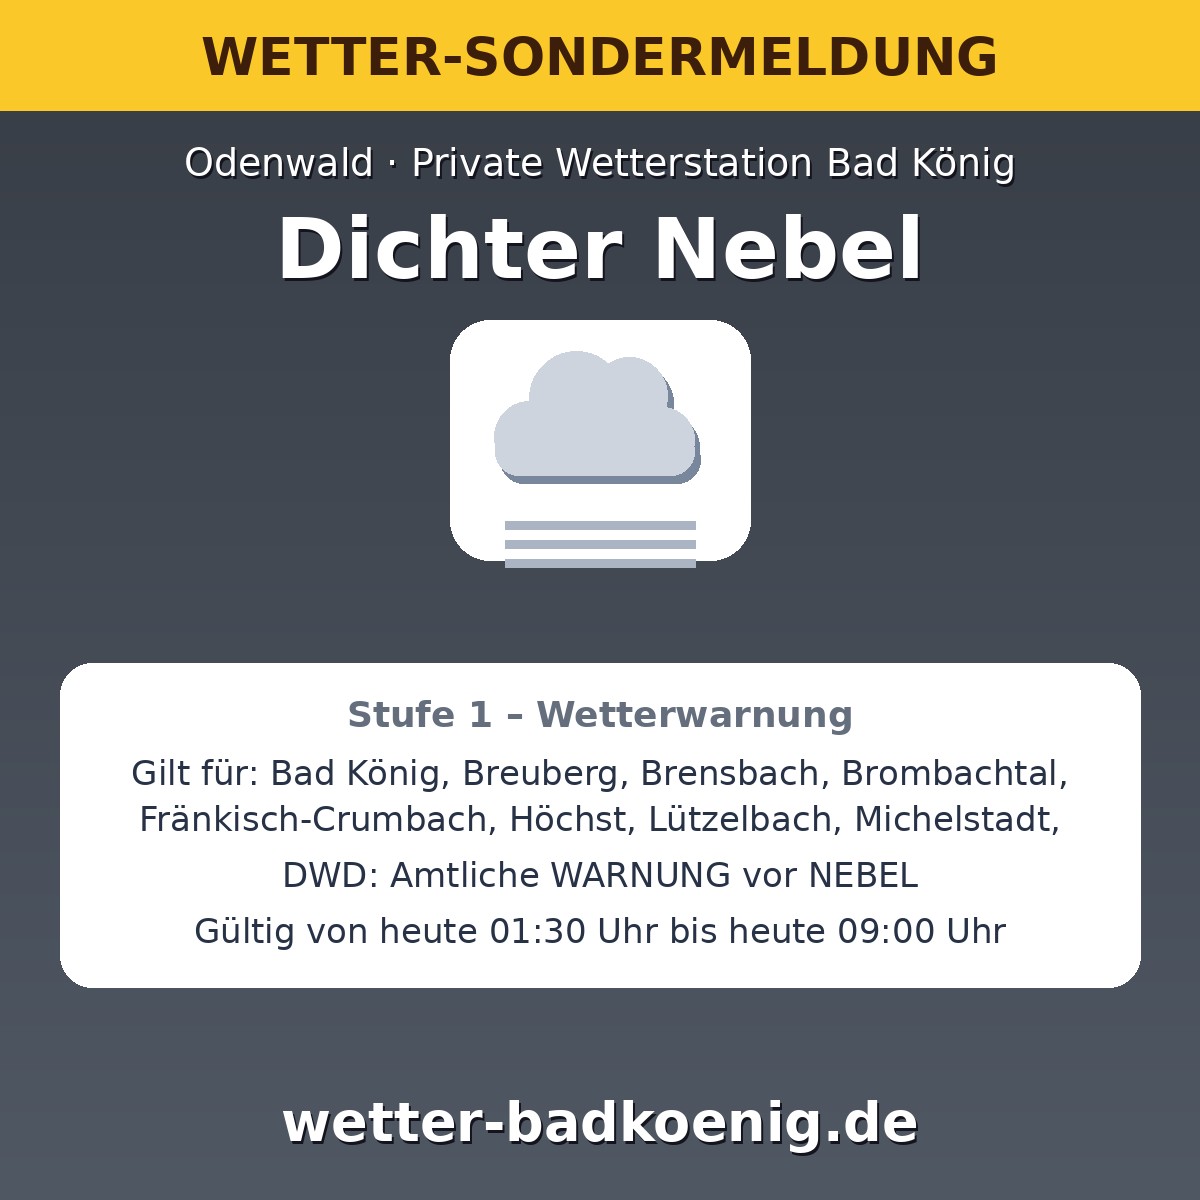 WETTER-SONDERMELDUNG
Odenwald · Private Wetterstation Bad König
Dichter Nebel
Stufe 1 – Wetterwarnung
Gilt für: Bad König, Breuberg, Brensbach, Brombachtal,
Fränkisch-Crumbach, Höchst, Lützelbach, Michelstadt,
DWD: Amtliche WARNUNG vor NEBEL
Gültig von heute 01:30 Uhr bis heute 09:00 Uhr
wetter-badkoenig.de